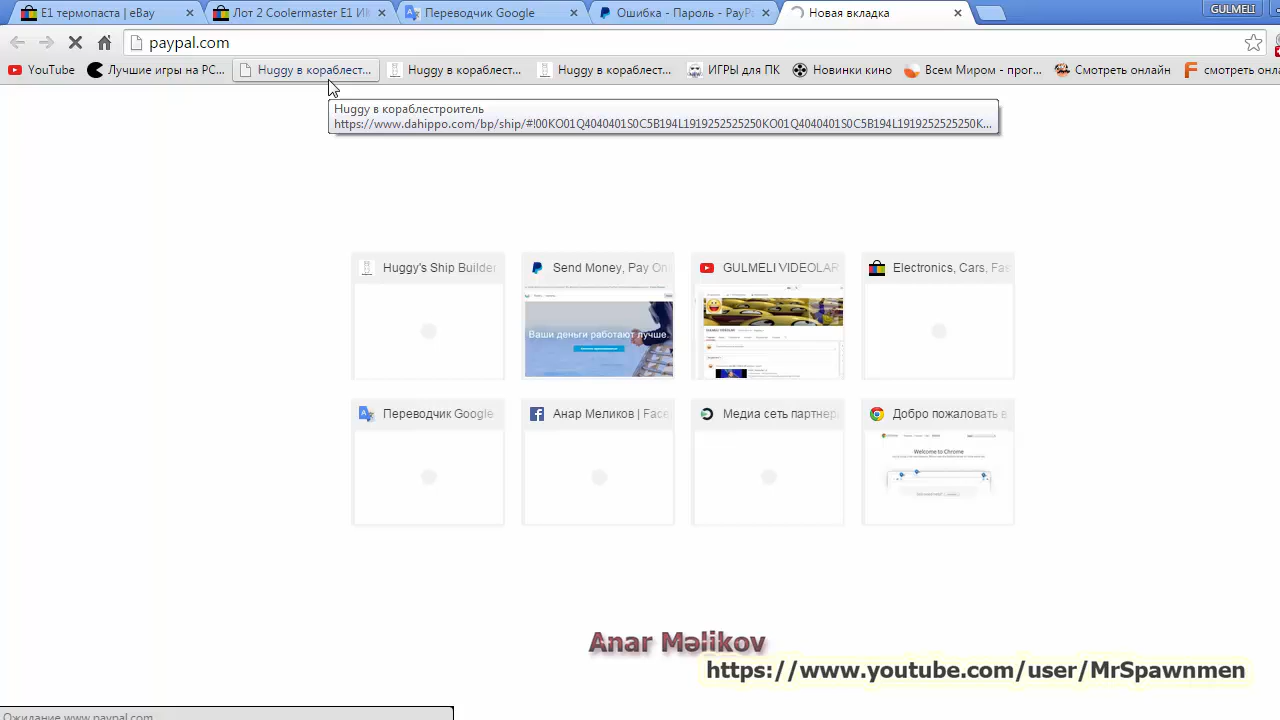 E1 термопаста | eBay
Лот 2 Coolermaster E1 И
Переводчик Google
Ошибка - Пароль - PayP
Новая вкладка
GULMELI
paypal.com
YouTube
Лучшие игры на PC...
Huggy в кораблест...
Huggy в кораблест...
Huggy в кораблест...
ИГРЫ для ПК
Новинки кино
Всем Миром - прог...
Смотреть онлайн
смотреть онла
Huggy в кораблестроитель
https://www.dahippo.com/bp/ship/#!00KO01Q4040401S0C5B194L1919252525250KO01Q4040401S0C5B194L1919252525250K...
Huggy's Ship Builder
Send Money, Pay On
GULMELI VIDEOLAR
Electronics, Cars, Fas
Ваши деньги работают лучше.
Переводчик Google
Анар Меликов | Face
Медиа сеть партнер
Добро пожаловать в
Welcome to Chrome
Anar Məlikov
https://www.youtube.com/user/MrSpawnmen
Ожидание www.paypal.com